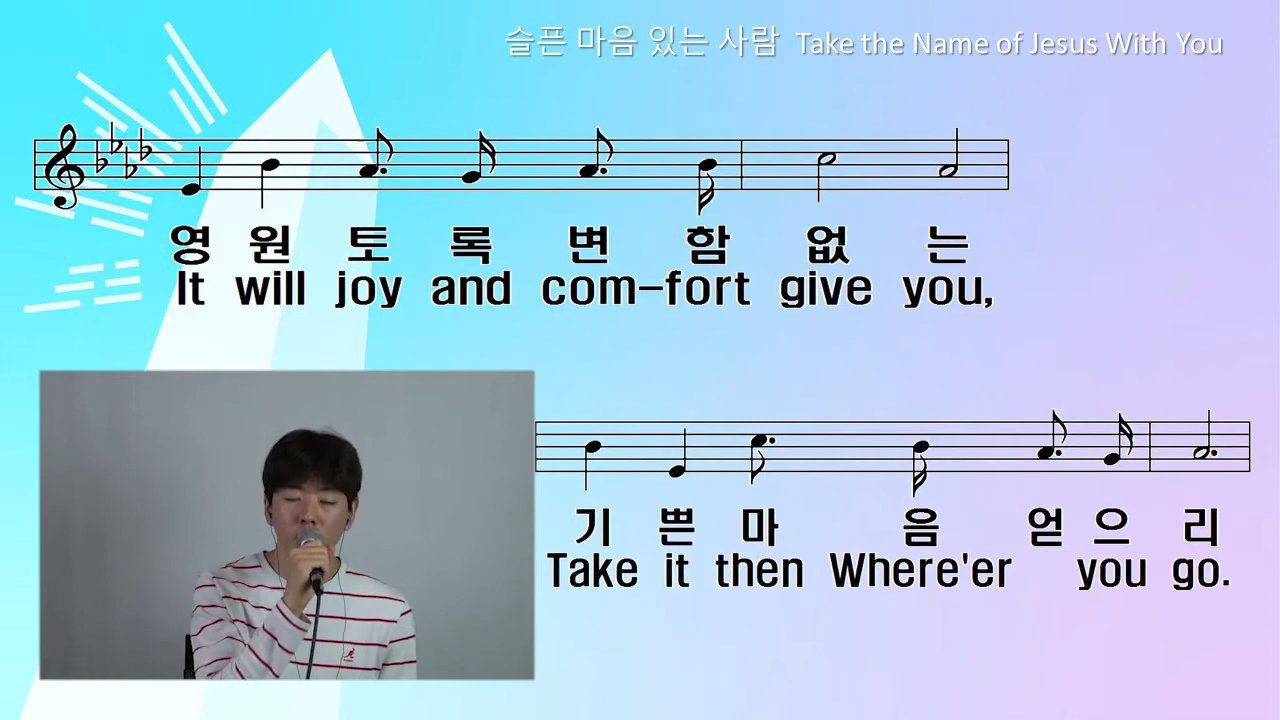 슬픈 마음 있는 사람 Take the Name of Jesus With You
영 원 토 록 변 함 없 는
It will joy and com-fort give you,
기 쁜 마 음 얻 으 리
Take it then Where'er you go.